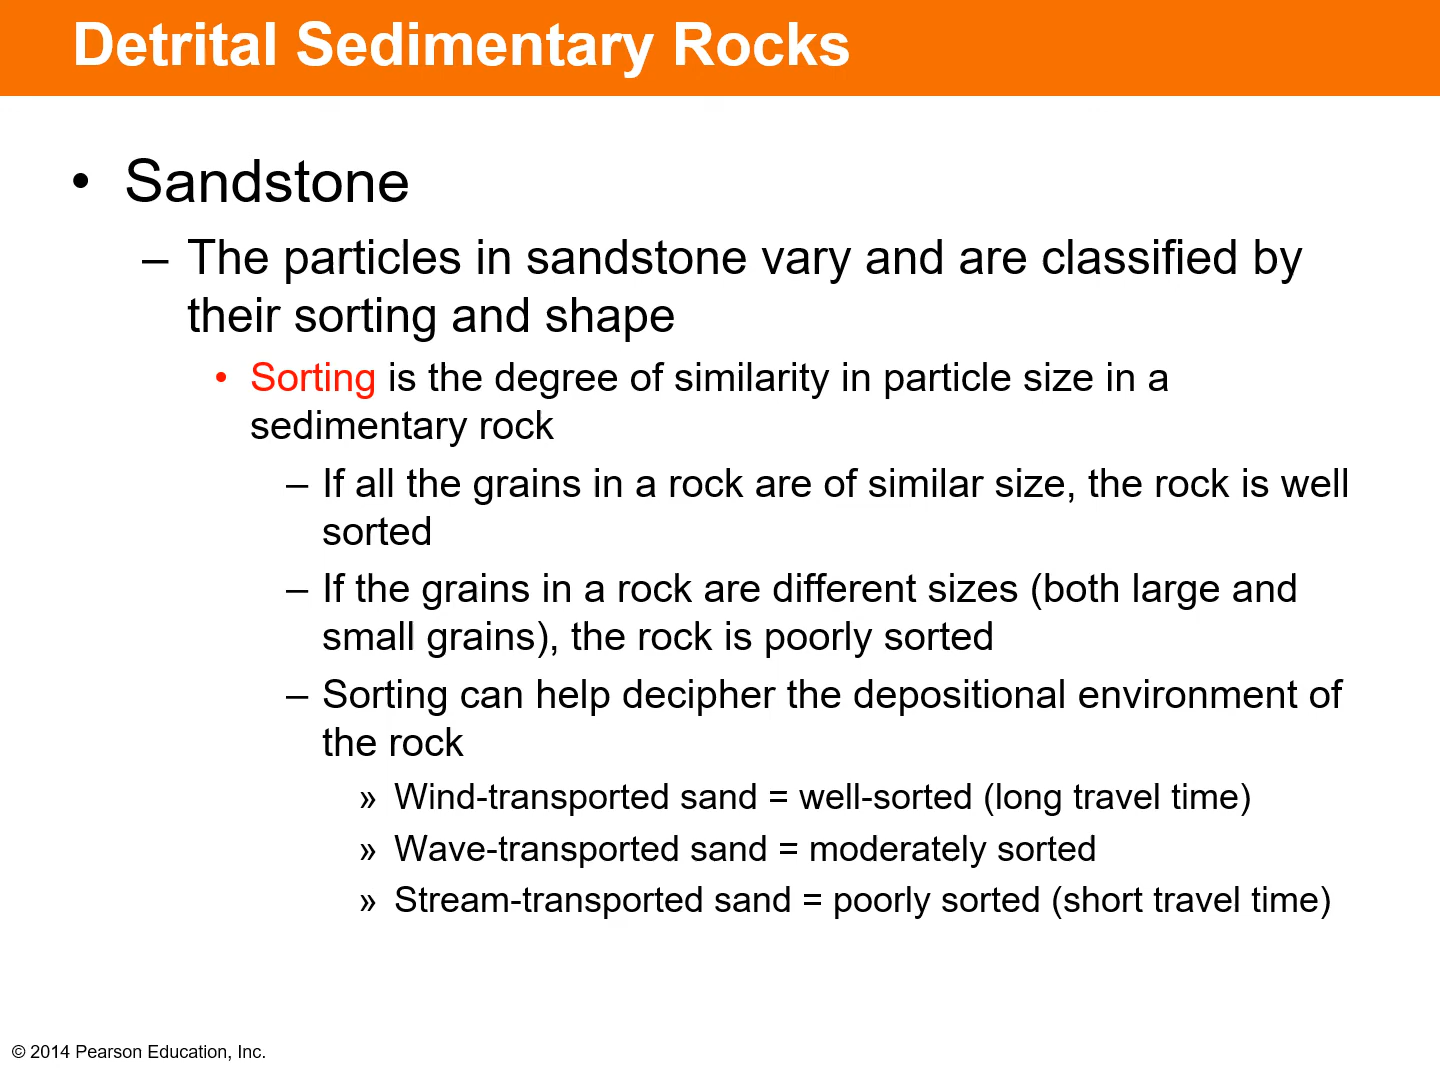 Detrital Sedimentary Rocks
• Sandstone
– The particles in sandstone vary and are classified by
their sorting and shape
• Sorting is the degree of similarity in particle size in a
sedimentary rock
– If all the grains in a rock are of similar size, the rock is well
sorted
– If the grains in a rock are different sizes (both large and
small grains), the rock is poorly sorted
– Sorting can help decipher the depositional environment of
the rock
» Wind-transported sand = well-sorted (long travel time)
» Wave-transported sand = moderately sorted
» Stream-transported sand = poorly sorted (short travel time)
© 2014 Pearson Education, Inc.